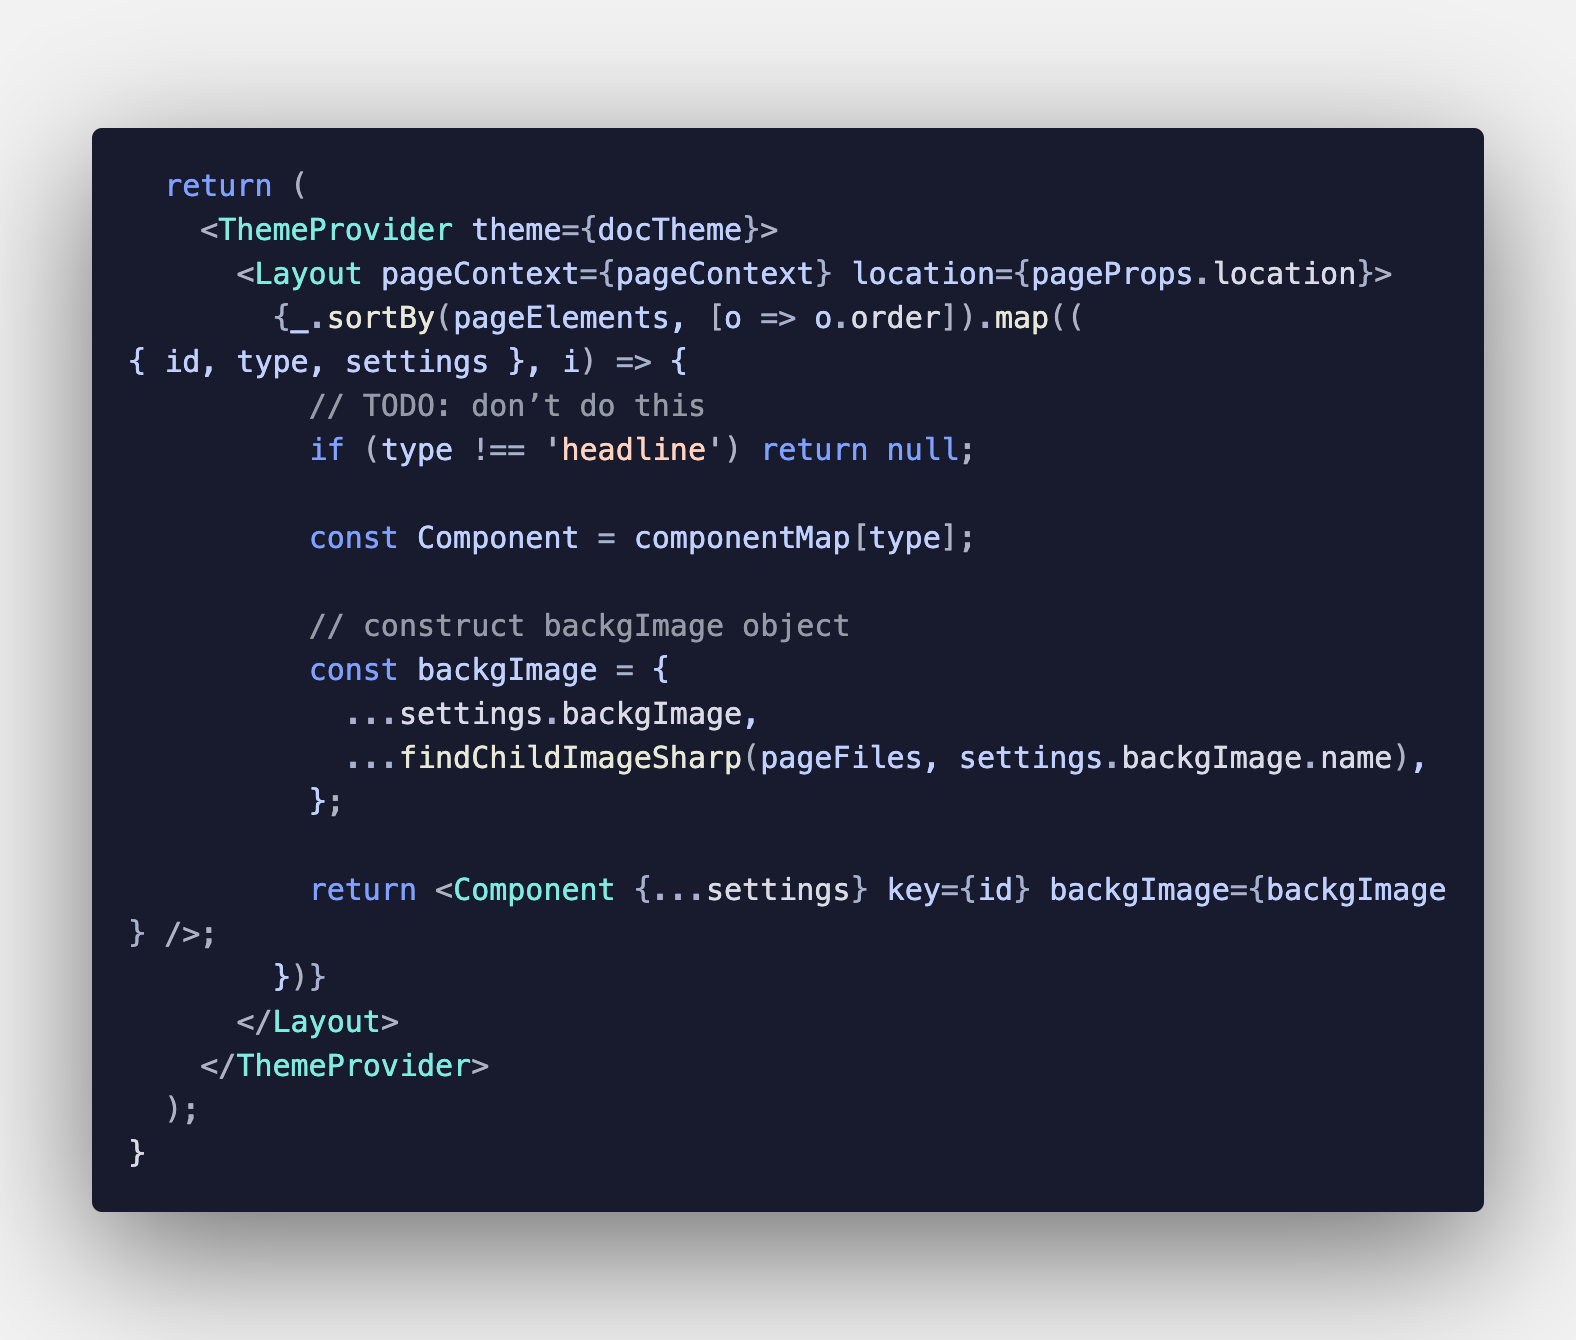 return (
<ThemeProvider theme={docTheme}>
<Layout pageContext={pageContext} location={pageProps.location}>
{_.sortBy(pageElements, [o => o.order]).map((
{ id, type, settings }, i) => {
// TODO: don’t do this
if (type !== 'headline') return null;
const Component = componentMap[type];
// construct backgImage object
const backgImage = {
...settings.backgImage,
...findChildImageSharp(pageFiles, settings.backgImage.name),
};
return <Component {...settings} key={id} backgImage={backgImage
} />;
})}
</Layout>
</ThemeProvider>
);
}